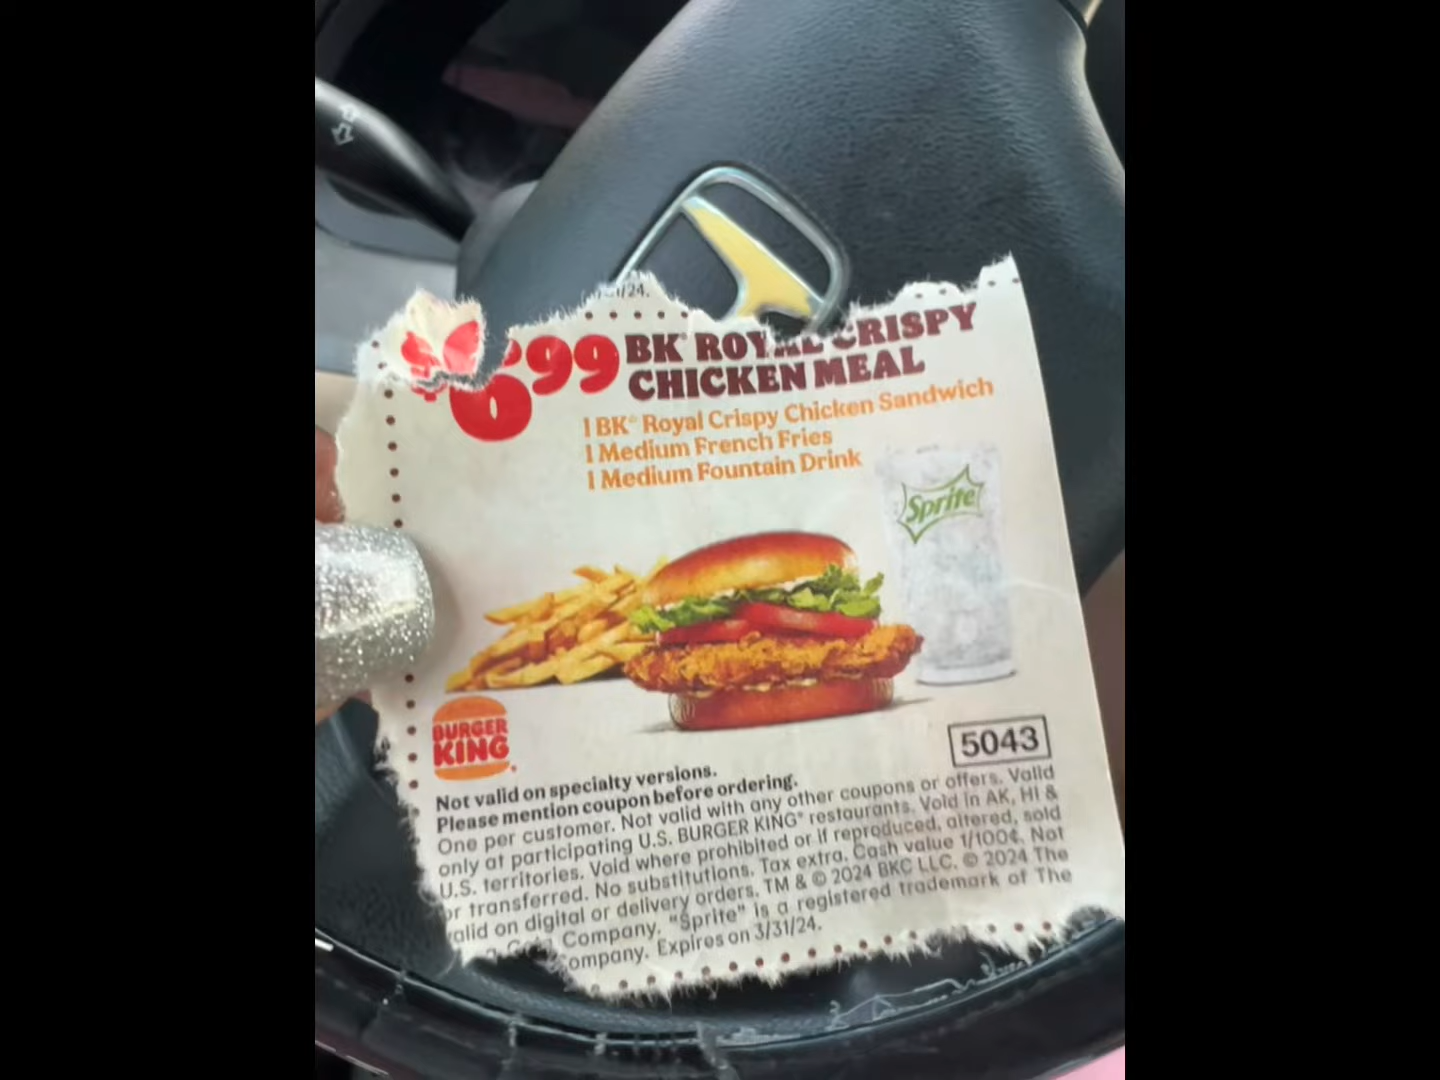 /24.
$6.99 BK® ROYAL CRISPY
CHICKEN MEAL
1 BK® Royal Crispy Chicken Sandwich
1 Medium French Fries
1 Medium Fountain Drink
Sprite
BURGER
KING
5043
Not valid on specialty versions.
Please mention coupon before ordering.
One per customer. Not valid with any other coupons or offers. Valid
only at participating U.S. BURGER KING® restaurants. Void in AK, HI &
U.S. territories. Void where prohibited or if reproduced, altered, sold
or transferred. No substitutions. Tax extra. Cash value 1/100¢. Not
alid on digital or delivery orders. TM & © 2024 BKC LLC. © 2024 The
Company. "Sprite" is a registered trademark of The
ompany. Expires on 3/31/24.